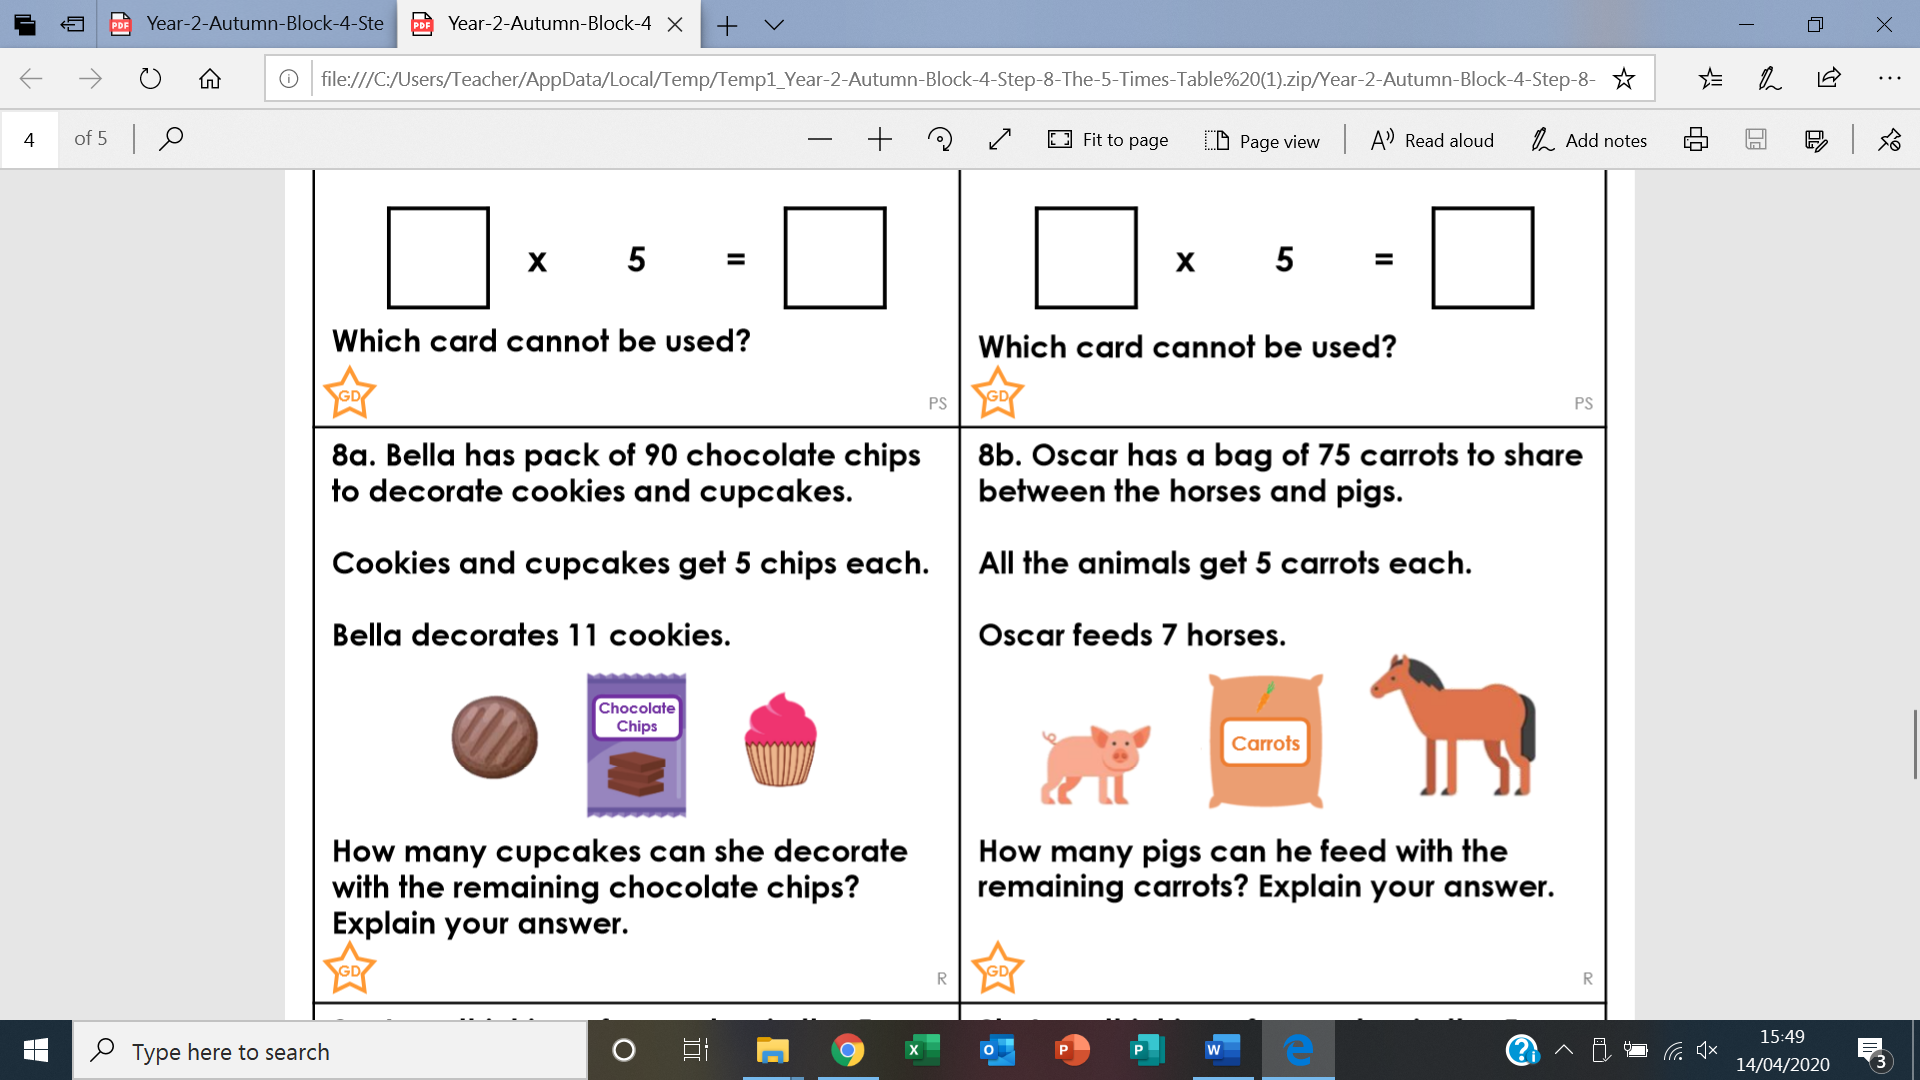 Year-2-Autumn-Block-4-Ste
Year-2-Autumn-Block-4
file:///C:/Users/Teacher/AppData/Local/Temp/Temp1_Year-2-Autumn-Block-4-Step-8-The-5-Times-Table%20(1).zip/Year-2-Autumn-Block-4-Step-8-
4 of 5
Fit to page
Page view
Read aloud
Add notes
x 5 =
Which card cannot be used?
GD
PS
x 5 =
Which card cannot be used?
GD
PS
8a. Bella has pack of 90 chocolate chips
to decorate cookies and cupcakes.
Cookies and cupcakes get 5 chips each.
Bella decorates 11 cookies.
Chocolate
Chips
How many cupcakes can she decorate
with the remaining chocolate chips?
Explain your answer.
GD
R
8b. Oscar has a bag of 75 carrots to share
between the horses and pigs.
All the animals get 5 carrots each.
Oscar feeds 7 horses.
Carrots
How many pigs can he feed with the
remaining carrots? Explain your answer.
GD
R
Type here to search
15:49
14/04/2020
3